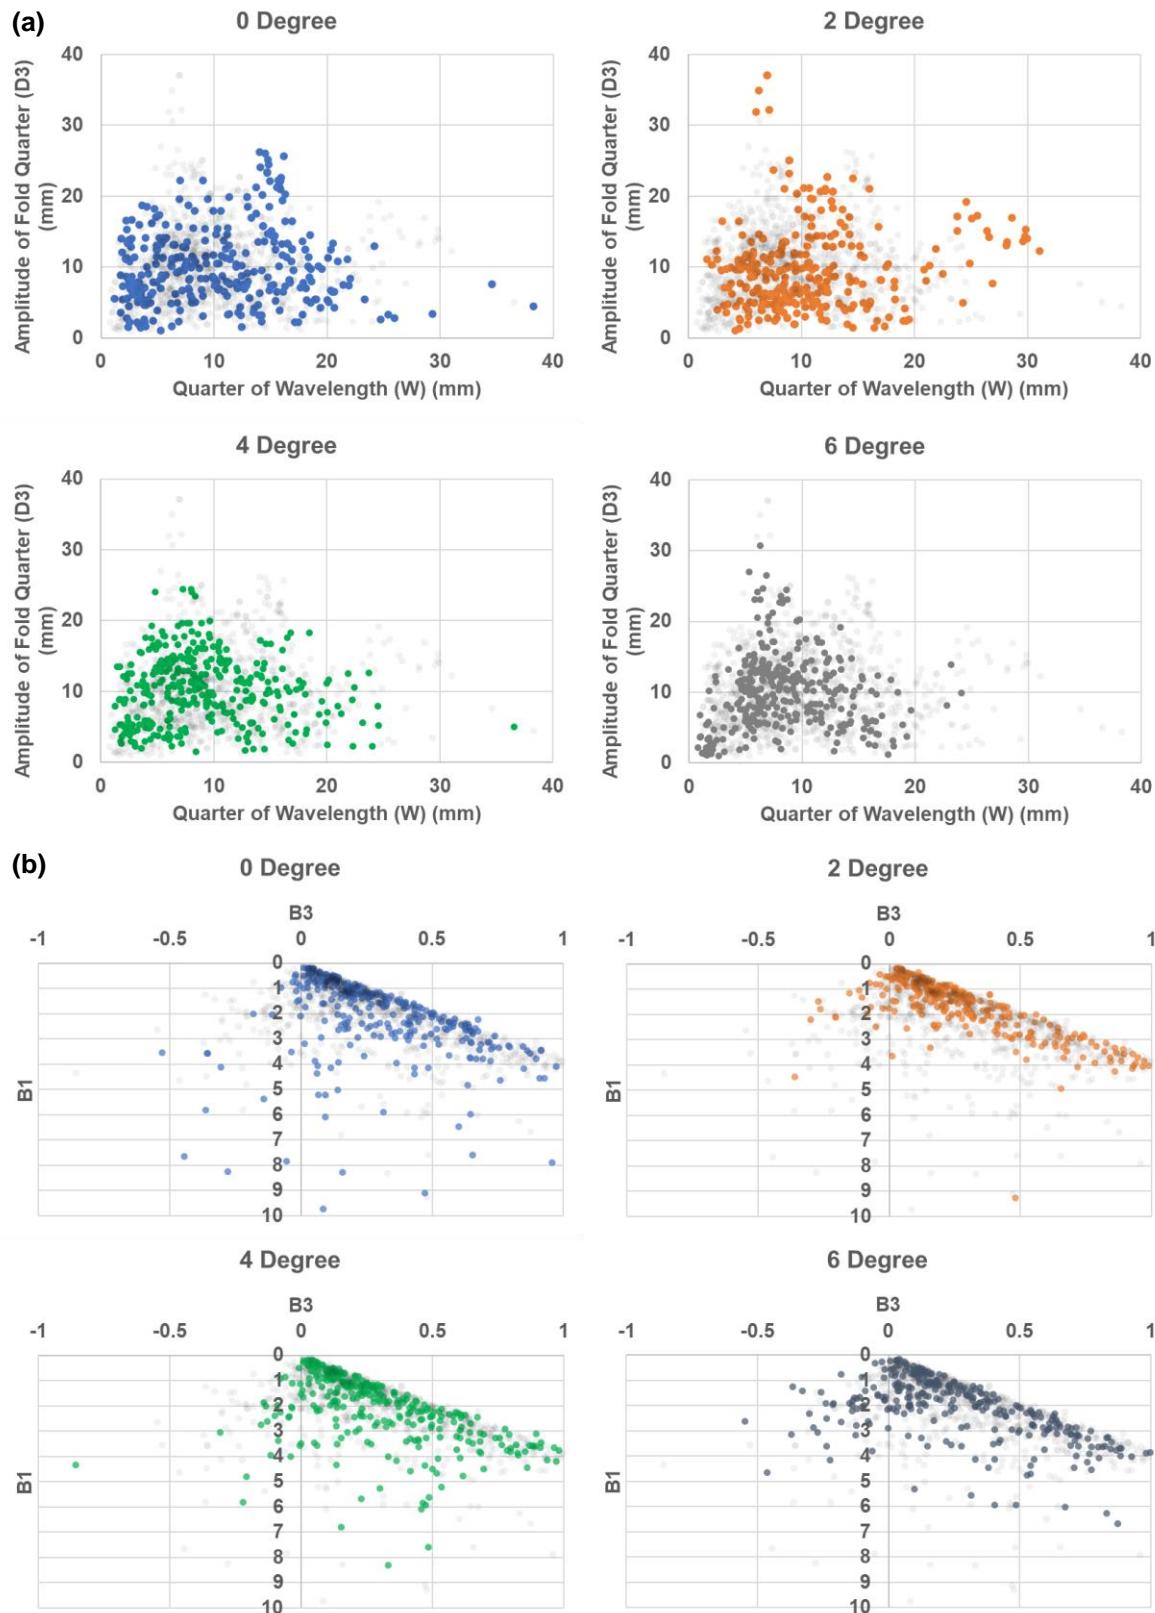 (a)
0 Degree
2 Degree
Amplitude of Fold Quarter (D3)
(mm)
40
30
20
10
0
0 10 20 30 40
Quarter of Wavelength (W) (mm)
Amplitude of Fold Quarter (D3)
(mm)
40
30
20
10
0
0 10 20 30 40
Quarter of Wavelength (W) (mm)
4 Degree
6 Degree
Amplitude of Fold Quarter (D3)
(mm)
40
30
20
10
0
0 10 20 30 40
Quarter of Wavelength (W) (mm)
Amplitude of Fold Quarter (D3)
(mm)
40
30
20
10
0
0 10 20 30 40
Quarter of Wavelength (W) (mm)
(b)
0 Degree
2 Degree
B3
-1 -0.5 0 0.5 1
B1
0
1
2
3
4
5
6
7
8
9
10
B3
-1 -0.5 0 0.5 1
B1
0
1
2
3
4
5
6
7
8
9
10
4 Degree
6 Degree
B3
-1 -0.5 0 0.5 1
B1
0
1
2
3
4
5
6
7
8
9
10
B3
-1 -0.5 0 0.5 1
B1
0
1
2
3
4
5
6
7
8
9
10